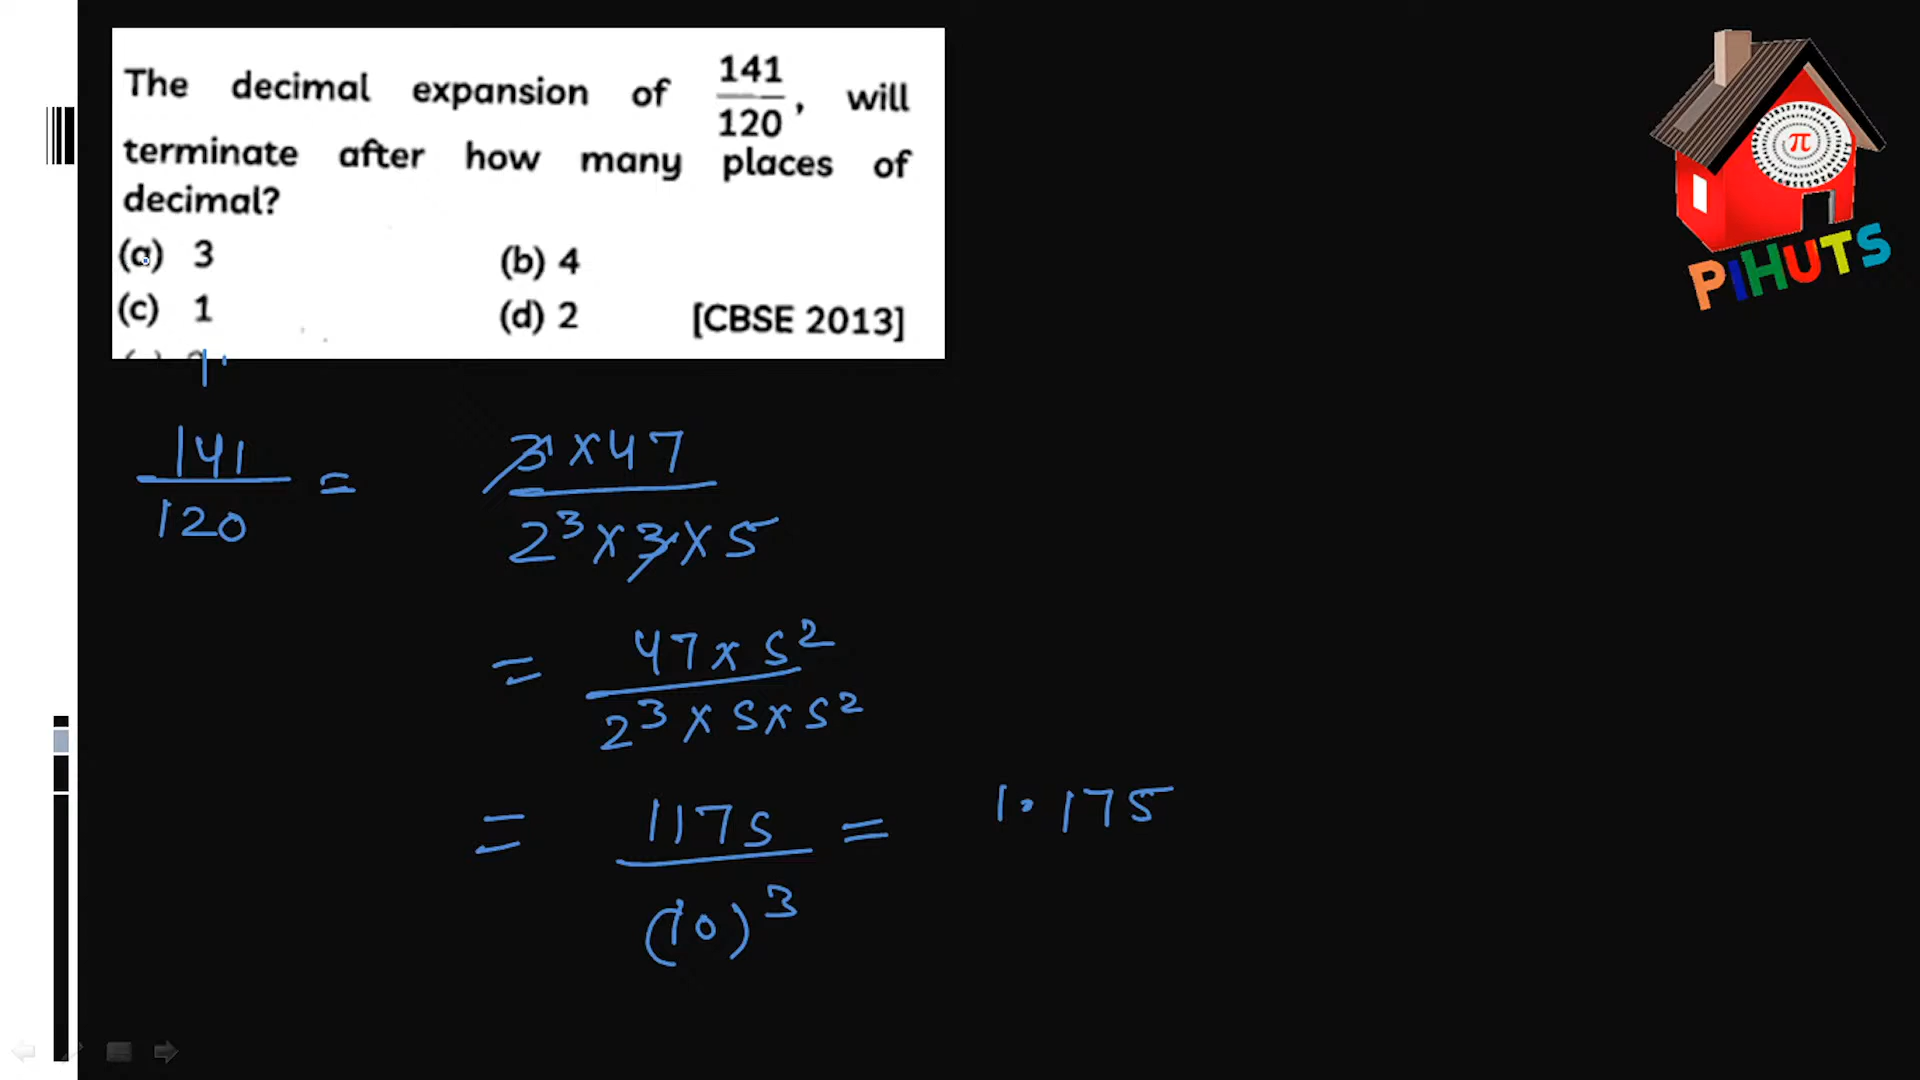 The decimal expansion of 141/120, will
terminate after how many places of
decimal?
(a) 3 (b) 4
(c) 1 (d) 2 [CBSE 2013]
π
PIHUTS
141/120 = 3×47 / 2³×3×5
= 47×5² / 2³×5×5²
= 1175 / (10)³ = 1.175